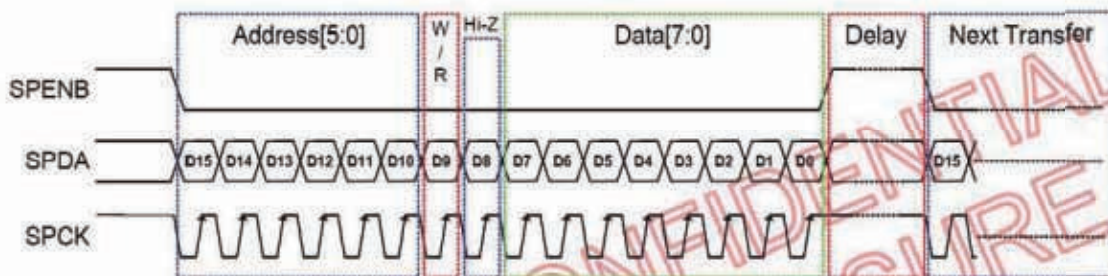 Address[5:0] W/R Hi-Z Data[7:0] Delay Next Transfer
SPENB
SPDA D15 D14 D13 D12 D11 D10 D9 D8 D7 D6 D5 D4 D3 D2 D1 D0 D15
SPCK